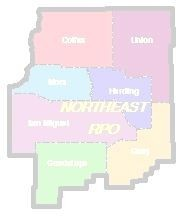 Colfax
Union
Mora
Harding
NORTHEAST
San Miguel
RPO
Quay
Guadalupe